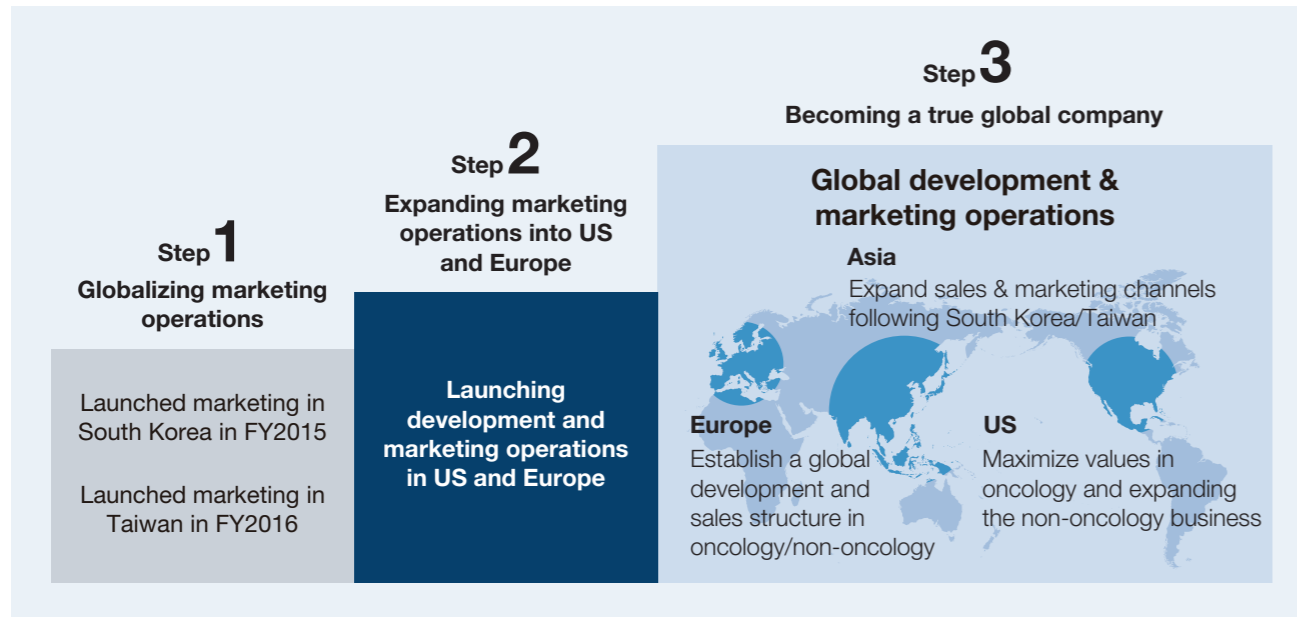 Step 1
Globalizing marketing
operations
Launched marketing in
South Korea in FY2015
Launched marketing in
Taiwan in FY2016
Step 2
Expanding marketing
operations into US
and Europe
Launching
development and
marketing operations
in US and Europe
Step 3
Becoming a true global company
Global development &
marketing operations
Asia
Expand sales & marketing channels
following South Korea/Taiwan
Europe
Establish a global
development and
sales structure in
oncology/non-oncology
US
Maximize values in
oncology and expanding
the non-oncology business